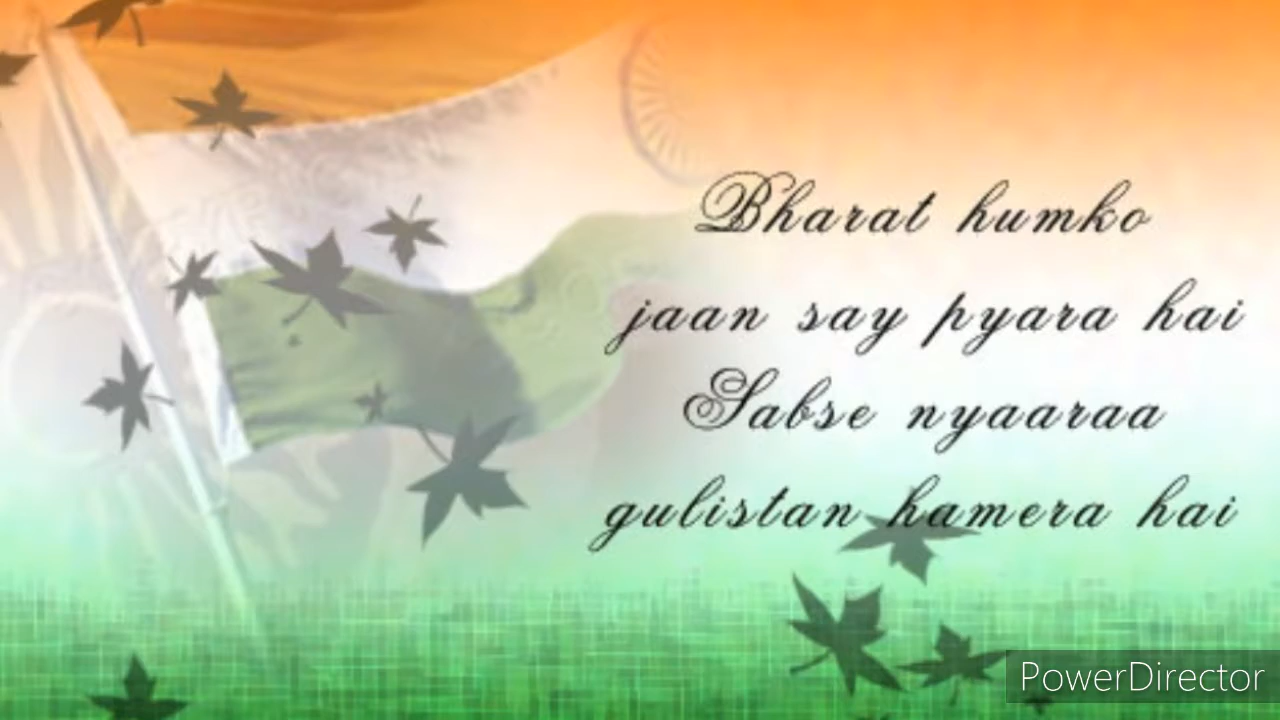 Bharat humko
jaan say pyara hai
Sabse nyaaraa
gulistan hamera hai
PowerDirector